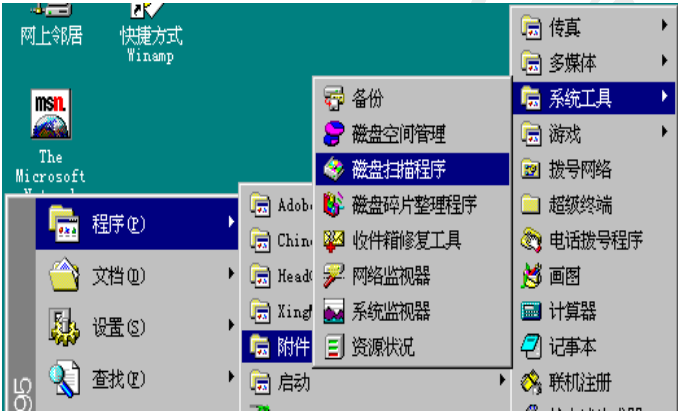 网上邻居
快捷方式
Winamp
msn.
The
Microsoft
程序(P)
文档(D)
设置(S)
查找(F)
95
Adob
Chin
Head
Xing
附件
启动
备份
磁盘空间管理
磁盘扫描程序
磁盘碎片整理程序
收件箱修复工具
网络监视器
系统监视器
资源状况
传真
多媒体
系统工具
游戏
拨号网络
超级终端
电话拨号程序
画图
计算器
记事本
联机注册